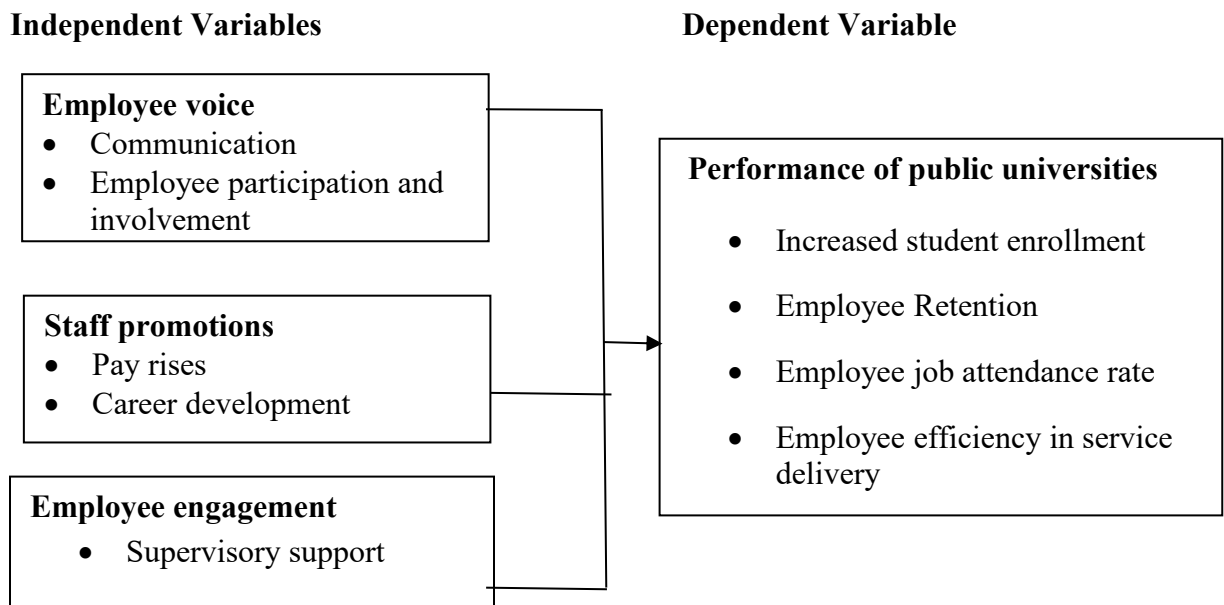 Independent Variables
Dependent Variable
Employee voice
• Communication
• Employee participation and
involvement
Staff promotions
• Pay rises
• Career development
Employee engagement
• Supervisory support
Performance of public universities
• Increased student enrollment
• Employee Retention
• Employee job attendance rate
• Employee efficiency in service
delivery